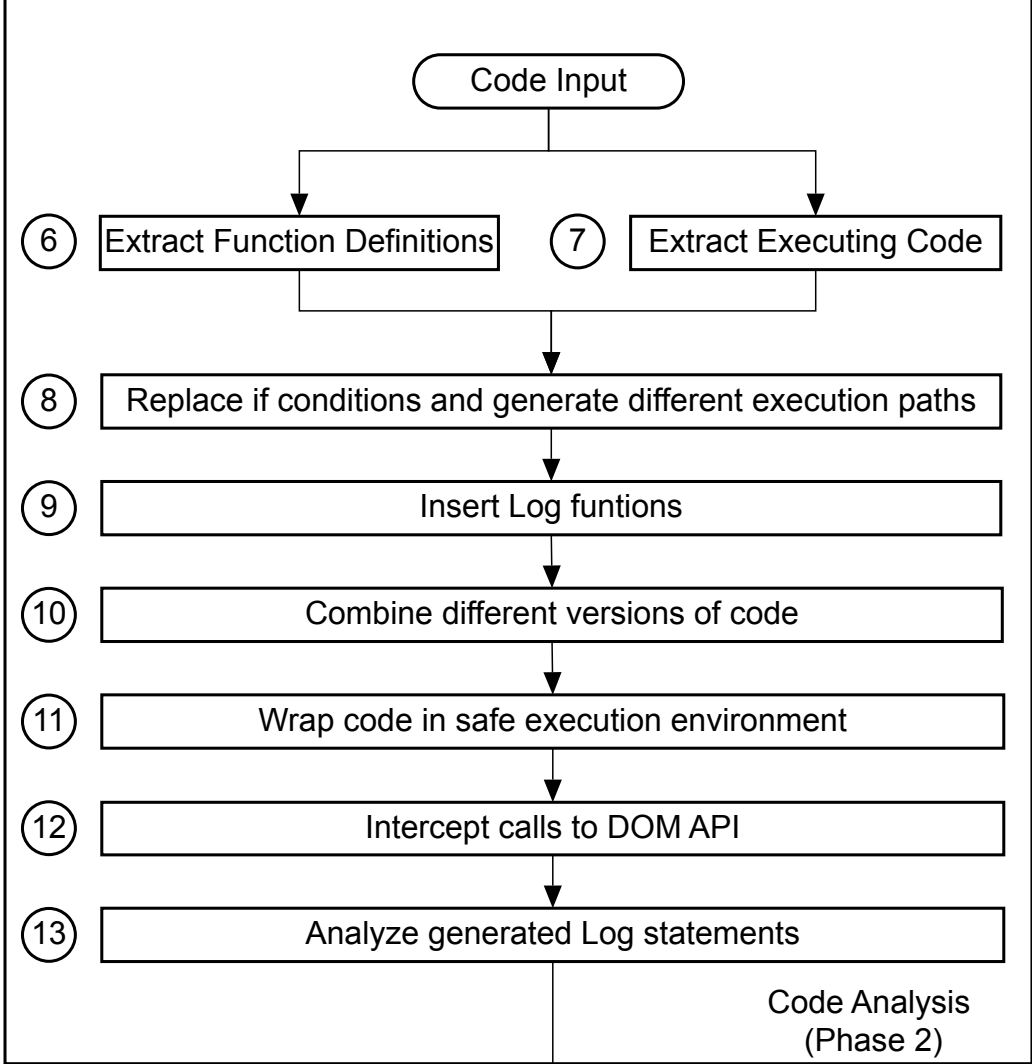 Code Input
6 Extract Function Definitions 7 Extract Executing Code
8 Replace if conditions and generate different execution paths
9 Insert Log funtions
10 Combine different versions of code
11 Wrap code in safe execution environment
12 Intercept calls to DOM API
13 Analyze generated Log statements
Code Analysis
(Phase 2)